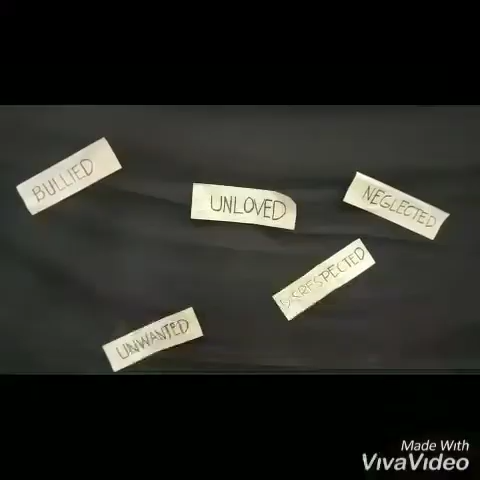 BULLIED
UNLOVED
NEGLECTED
DISRESPECTED
UNWANTED
Made With
VivaVideo